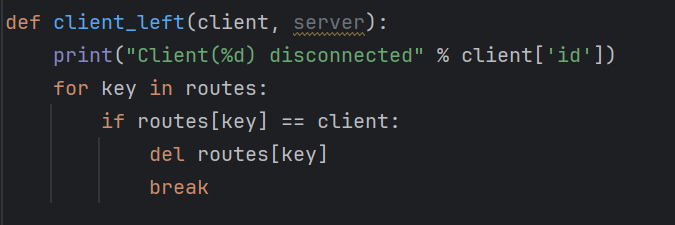 def client_left(client, server):
    print("Client(%d) disconnected" % client['id'])
    for key in routes:
        if routes[key] == client:
            del routes[key]
            break